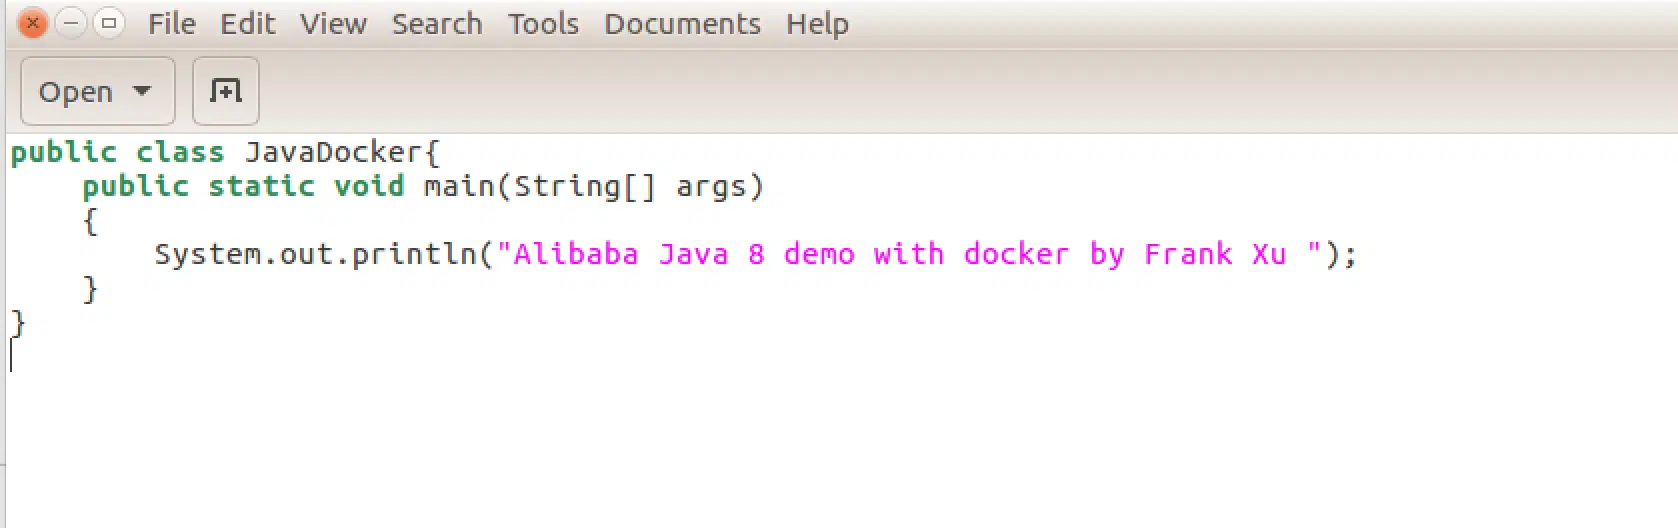 File Edit View Search Tools Documents Help
Open
public class JavaDocker{
    public static void main(String[] args)
    {
        System.out.println("Alibaba Java 8 demo with docker by Frank Xu ");
    }
}